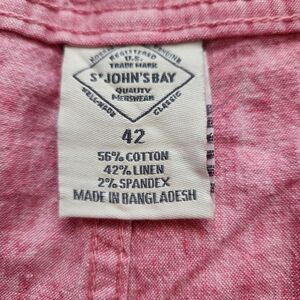 REGISTERED
U.S.
TRADE MARK
ST JOHN'S BAY
QUALITY
MENSWEAR
WELL-MADE CLASSIC
42
56% COTTON
42% LINEN
2% SPANDEX
MADE IN BANGLADESH